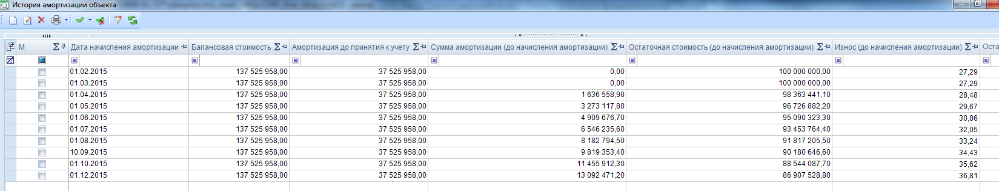 История амортизации объекта
М Дата начисления амортизации Балансовая стоимость Амортизация до принятия к учету Сумма амортизации (до начисления амортизации) Остаточная стоимость (до начисления амортизации) Износ (до начисления амортизации) Оста
01.02.2015 137 525 958,00 37 525 958,00 0,00 100 000 000,00 27,29
01.03.2015 137 525 958,00 37 525 958,00 0,00 100 000 000,00 27,29
01.04.2015 137 525 958,00 37 525 958,00 1 636 558,90 98 363 441,10 28,48
01.05.2015 137 525 958,00 37 525 958,00 3 273 117,80 96 726 882,20 29,67
01.06.2015 137 525 958,00 37 525 958,00 4 909 676,70 95 090 323,30 30,86
01.07.2015 137 525 958,00 37 525 958,00 6 546 235,60 93 453 764,40 32,05
01.08.2015 137 525 958,00 37 525 958,00 8 182 794,50 91 817 205,50 33,24
10.09.2015 137 525 958,00 37 525 958,00 9 819 353,40 90 180 646,60 34,43
01.10.2015 137 525 958,00 37 525 958,00 11 455 912,30 88 544 087,70 35,62
01.12.2015 137 525 958,00 37 525 958,00 13 092 471,20 86 907 528,80 36,81